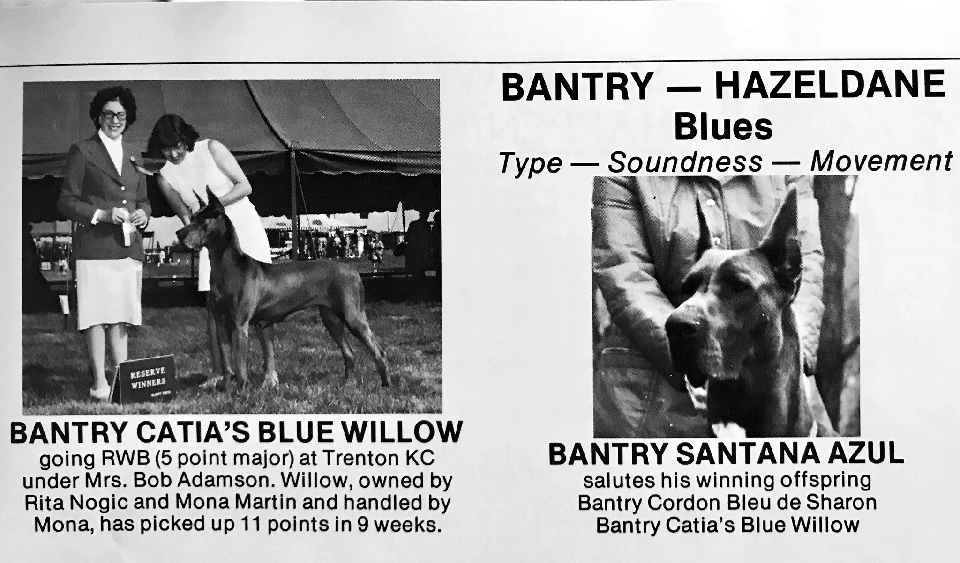 BANTRY — HAZELDANE
Blues
Type — Soundness — Movement
RESERVE
WINNERS
BANTRY CATIA'S BLUE WILLOW
going RWB (5 point major) at Trenton KC
under Mrs. Bob Adamson. Willow, owned by
Rita Nogic and Mona Martin and handled by
Mona, has picked up 11 points in 9 weeks.
BANTRY SANTANA AZUL
salutes his winning offspring
Bantry Cordon Bleu de Sharon
Bantry Catia's Blue Willow